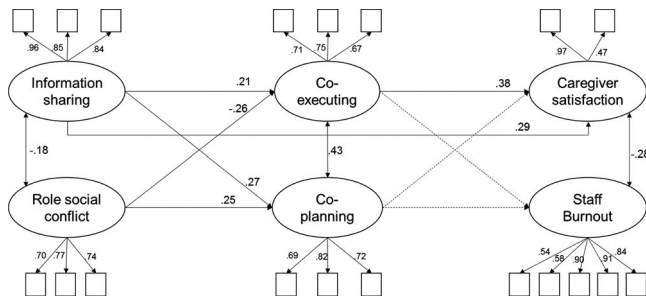 .96 .85 .84
.71 .75 .67
.97 .47
Information
sharing
Co-
executing
Caregiver
satisfaction
.21
.38
-.26
.29
-.18
.43
-.28
.27
.25
Role social
conflict
Co-
planning
Staff
Burnout
.70 .77 .74
.69 .82 .72
.54 .58 .90 .91 .84